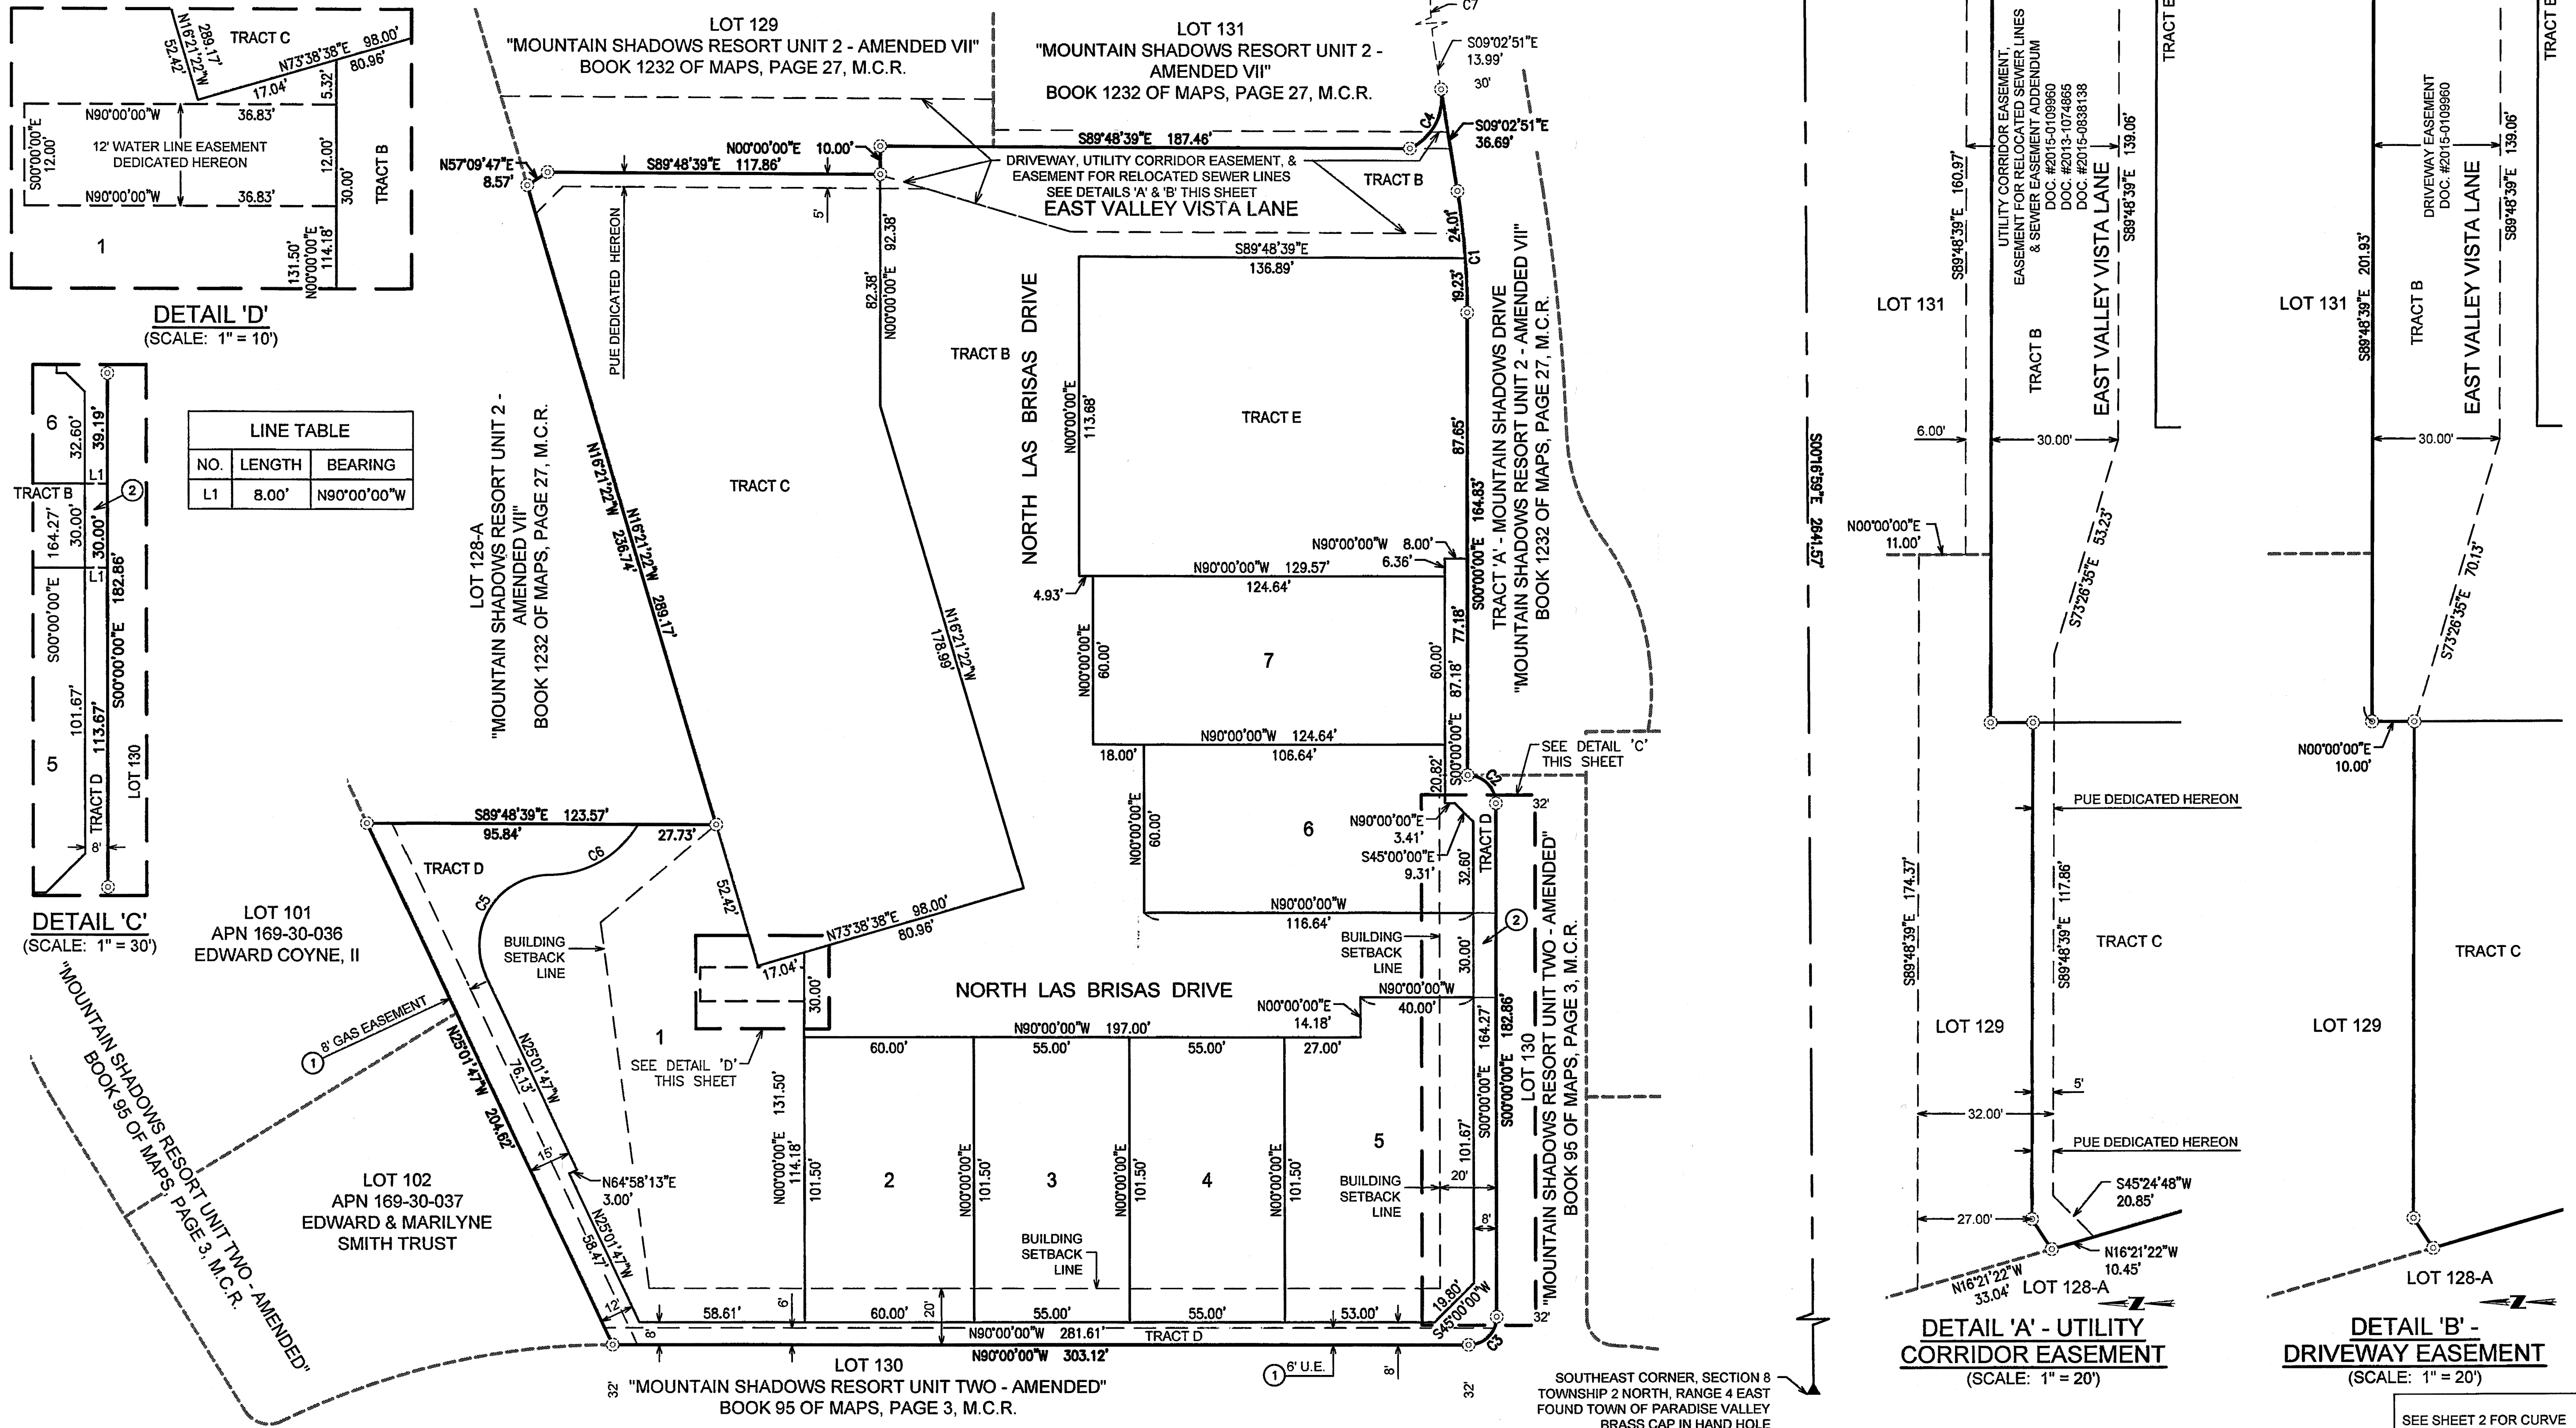 TRACT C
N16°21'22"W
289.17'
52.42'
N73°38'38"E 98.00'
17.04'
80.96'
5.32'
N90°00'00"W
36.83'
12' WATER LINE EASEMENT
DEDICATED HEREON
S00°00'00"E
12.00'
12.00'
30.00'
N90°00'00"W
36.83'
TRACT B
1
131.50'
N00°00'00"E
114.18'
DETAIL 'D'
(SCALE: 1" = 10')
6
32.60'
39.19'
L1
TRACT B
2
164.27'
30.00'
30.00'
L1
S00°00'00"E
182.86'
S00°00'00"E
101.67'
113.67'
5
TRACT D
LOT 130
8'
DETAIL 'C'
(SCALE: 1" = 30')
LINE TABLE
NO. LENGTH BEARING
L1 8.00' N90°00'00"W
LOT 129
"MOUNTAIN SHADOWS RESORT UNIT 2 - AMENDED VII"
BOOK 1232 OF MAPS, PAGE 27, M.C.R.
LOT 131
"MOUNTAIN SHADOWS RESORT UNIT 2 -
AMENDED VII"
BOOK 1232 OF MAPS, PAGE 27, M.C.R.
C7
S09°02'51"E
13.99'
30'
C4
S09°02'51"E
36.69'
S89°48'39"E 187.46'
N00°00'00"E 10.00'
N57°09'47"E
8.57'
S89°48'39"E 117.86'
DRIVEWAY, UTILITY CORRIDOR EASEMENT, &
EASEMENT FOR RELOCATED SEWER LINES
SEE DETAILS 'A' & 'B' THIS SHEET
TRACT B
EAST VALLEY VISTA LANE
5'
PUE DEDICATED HEREON
82.38'
N00°00'00"E 92.38'
24.01'
C1
19.23'
S89°48'39"E
136.89'
TRACT B
NORTH LAS BRISAS DRIVE
N00°00'00"E
113.68'
TRACT E
87.65'
S00°00'00"E 164.83'
TRACT 'A' - MOUNTAIN SHADOWS DRIVE
"MOUNTAIN SHADOWS RESORT UNIT 2 - AMENDED VII"
BOOK 1232 OF MAPS, PAGE 27, M.C.R.
LOT 128-A
"MOUNTAIN SHADOWS RESORT UNIT 2 -
AMENDED VII"
BOOK 1232 OF MAPS, PAGE 27, M.C.R.
N16°21'22"W
236.74'
N16°21'22"W 289.17'
TRACT C
N16°21'22"W
178.99'
N90°00'00"W 8.00'
6.36'
N90°00'00"W 129.57'
124.64'
4.93'
N00°00'00"E
60.00'
7
60.00'
77.18'
S00°00'00"E 87.18'
N90°00'00"W 124.64'
18.00'
106.64'
20.82'
C2
SEE DETAIL 'C'
THIS SHEET
32'
N90°00'00"E
3.41'
S45°00'00"E
9.31'
N00°00'00"E
60.00'
6
32.60'
TRACT D
N90°00'00"W
116.64'
2
BUILDING
SETBACK
LINE
30.00'
S89°48'39"E 123.57'
95.84'
27.73'
TRACT D
C6
C5
52.42'
N73°38'38"E 98.00'
80.96'
17.04'
30.00'
BUILDING
SETBACK
LINE
LOT 101
APN 169-30-036
EDWARD COYNE, II
8' GAS EASEMENT
1
N25°01'47"W 204.62'
N25°01'47"W
76.13'
15'
N64°58'13"E
3.00'
N25°01'47"W
58.47'
12'
1
SEE DETAIL 'D'
THIS SHEET
NORTH LAS BRISAS DRIVE
N90°00'00"W 197.00'
60.00'
55.00'
55.00'
27.00'
N00°00'00"E
14.18'
N90°00'00"W
40.00'
N00°00'00"E 131.50'
114.18'
101.50'
2
N00°00'00"E
101.50'
3
N00°00'00"E
101.50'
4
N00°00'00"E
101.50'
5
101.67'
S00°00'00"E 164.27'
S00°00'00"E 182.86'
LOT 130
"MOUNTAIN SHADOWS RESORT UNIT TWO - AMENDED"
BOOK 95 OF MAPS, PAGE 3, M.C.R.
BUILDING
SETBACK
LINE
20'
8'
BUILDING
SETBACK
LINE
LOT 102
APN 169-30-037
EDWARD & MARILYNE
SMITH TRUST
"MOUNTAIN SHADOWS RESORT UNIT TWO - AMENDED"
BOOK 95 OF MAPS, PAGE 3, M.C.R.
58.61'
6'
60.00'
20'
55.00'
55.00'
53.00'
19.80'
S45°00'00"W
32'
C3
8'
N90°00'00"W 281.61'
TRACT D
N90°00'00"W 303.12'
8'
1
6' U.E.
32'
32'
LOT 130
"MOUNTAIN SHADOWS RESORT UNIT TWO - AMENDED"
BOOK 95 OF MAPS, PAGE 3, M.C.R.
S00°16'59"E 2641.57'
SOUTHEAST CORNER, SECTION 8
TOWNSHIP 2 NORTH, RANGE 4 EAST
FOUND TOWN OF PARADISE VALLEY
BRASS CAP IN HAND HOLE
S89°48'39"E 160.97'
UTILITY CORRIDOR EASEMENT,
EASEMENT FOR RELOCATED SEWER LINES
& SEWER EASEMENT ADDENDUM
DOC. #2015-0109960
DOC. #2013-1074865
DOC. #2015-0838138
EAST VALLEY VISTA LANE
S89°48'39"E 139.06'
TRACT E
LOT 131
TRACT B
6.00'
30.00'
N00°00'00"E
11.00'
S73°26'35"E 53.23'
PUE DEDICATED HEREON
S89°48'39"E 174.37'
S89°48'39"E 117.86'
TRACT C
LOT 129
5'
32.00'
PUE DEDICATED HEREON
S45°24'48"W
20.85'
27.00'
N16°21'22"W
10.45'
N16°21'22"W
33.04'
LOT 128-A
Z
DETAIL 'A' - UTILITY
CORRIDOR EASEMENT
(SCALE: 1" = 20')
S89°48'39"E 201.93'
DRIVEWAY EASEMENT
DOC. #2015-0109960
EAST VALLEY VISTA LANE
S89°48'39"E 139.06'
TRACT E
LOT 131
TRACT B
30.00'
S73°26'35"E 70.13'
N00°00'00"E
10.00'
TRACT C
LOT 129
LOT 128-A
Z
DETAIL 'B' -
DRIVEWAY EASEMENT
(SCALE: 1" = 20')
SEE SHEET 2 FOR CURVE